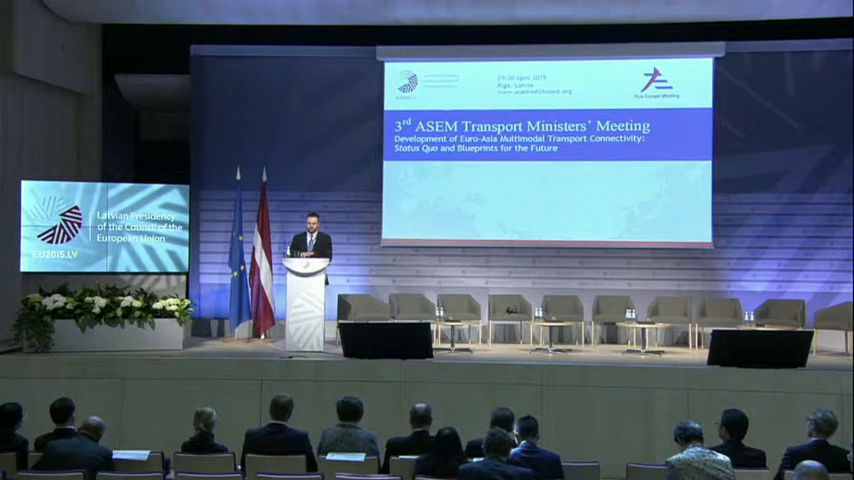 29-30 April 2015
Riga, Latvia
Asia-Europe Meeting
3rd ASEM Transport Ministers' Meeting
Development of Euro-Asia Multimodal Transport Connectivity:
Status Quo and Blueprints for the Future
Latvian Presidency
of the Council of the
European Union
EU2015.LV